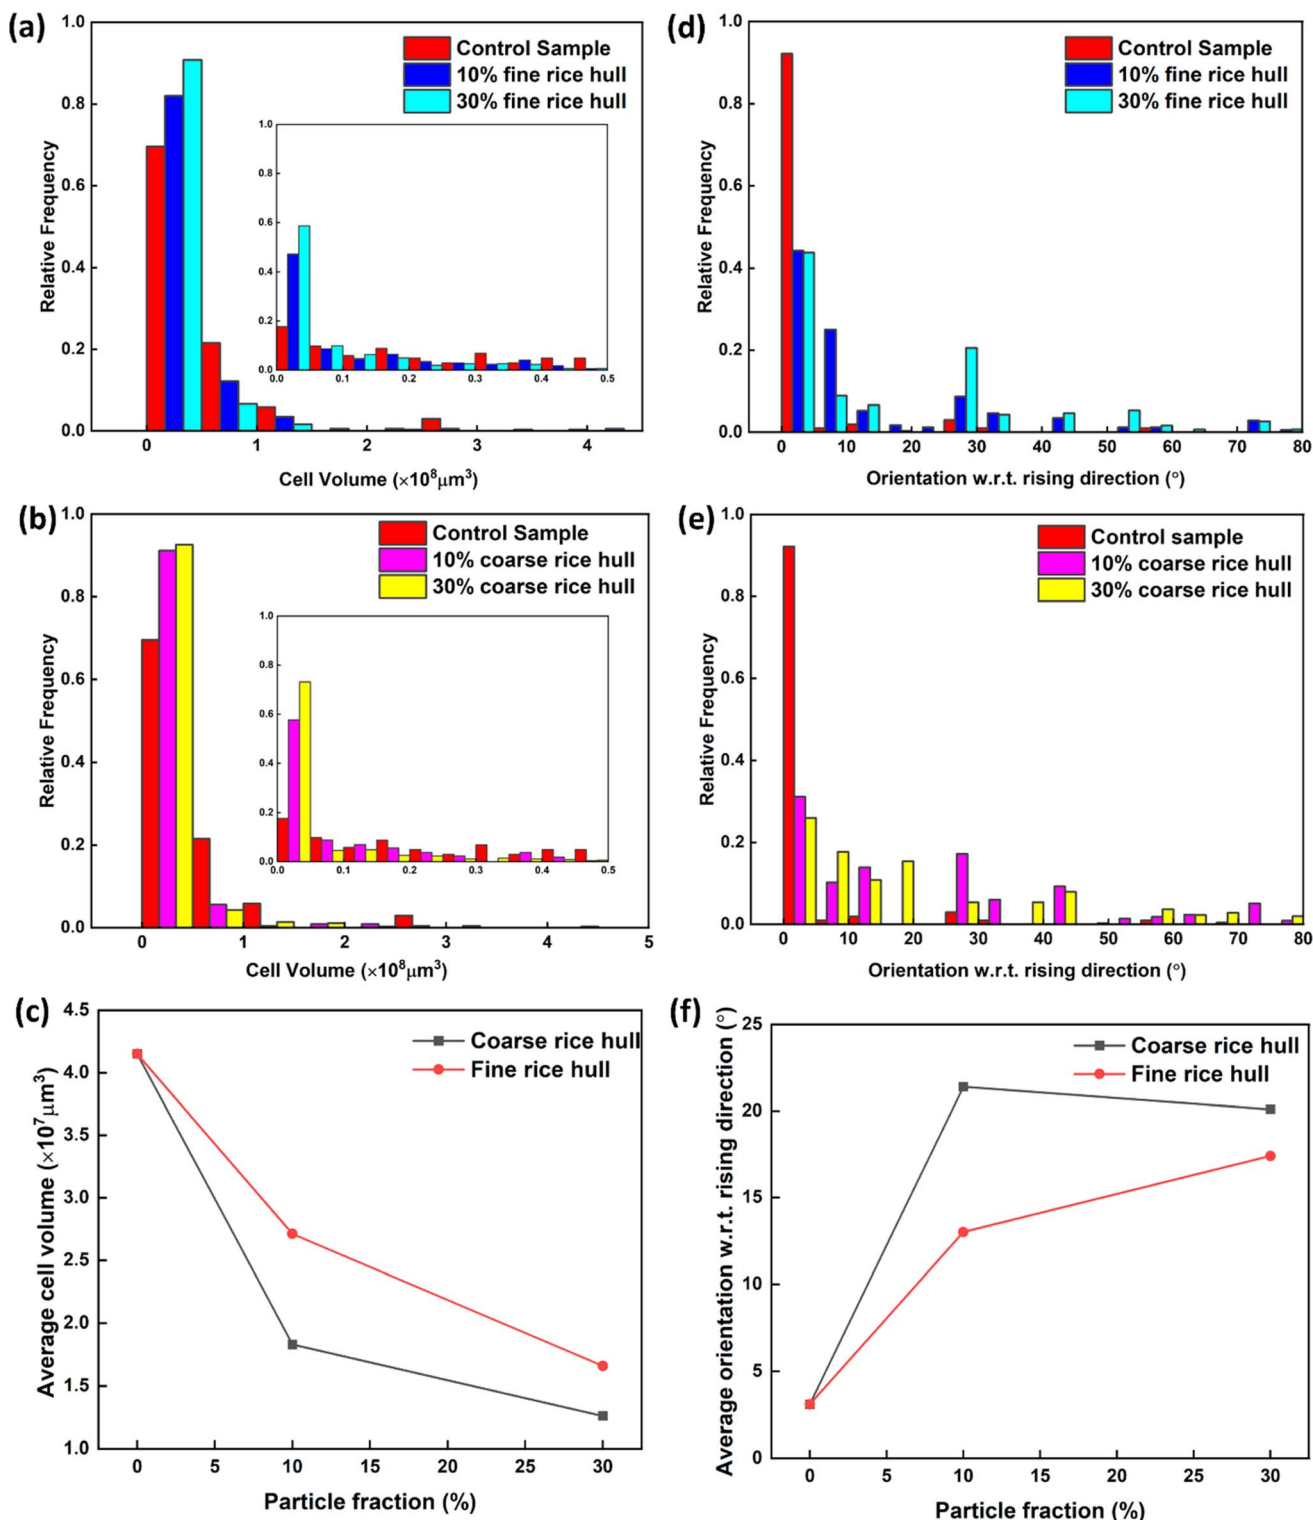 (a)
1.0
0.8
0.6
0.4
0.2
0.0
Relative Frequency
Control Sample
10% fine rice hull
30% fine rice hull
1.0
0.8
0.6
0.4
0.2
0.0
0.0 0.1 0.2 0.3 0.4 0.5
0 1 2 3 4
Cell Volume (×10⁸μm³)
(d)
1.0
0.8
0.6
0.4
0.2
0.0
Relative Frequency
Control Sample
10% fine rice hull
30% fine rice hull
0 10 20 30 40 50 60 70 80
Orientation w.r.t. rising direction (°)
(b)
1.0
0.8
0.6
0.4
0.2
0.0
Relative Frequency
Control Sample
10% coarse rice hull
30% coarse rice hull
1.0
0.8
0.6
0.4
0.2
0.0
0.0 0.1 0.2 0.3 0.4 0.5
0 1 2 3 4 5
Cell Volume (×10⁸μm³)
(e)
1.0
0.8
0.6
0.4
0.2
0.0
Relative Frequency
Control sample
10% coarse rice hull
30% coarse rice hull
0 10 20 30 40 50 60 70 80
Orientation w.r.t. rising direction (°)
(c)
4.5
4.0
3.5
3.0
2.5
2.0
1.5
1.0
Average cell volume (×10⁷μm³)
Coarse rice hull
Fine rice hull
0 5 10 15 20 25 30
Particle fraction (%)
(f)
25
20
15
10
5
0
Average orientation w.r.t. rising direction (°)
Coarse rice hull
Fine rice hull
0 5 10 15 20 25 30
Particle fraction (%)